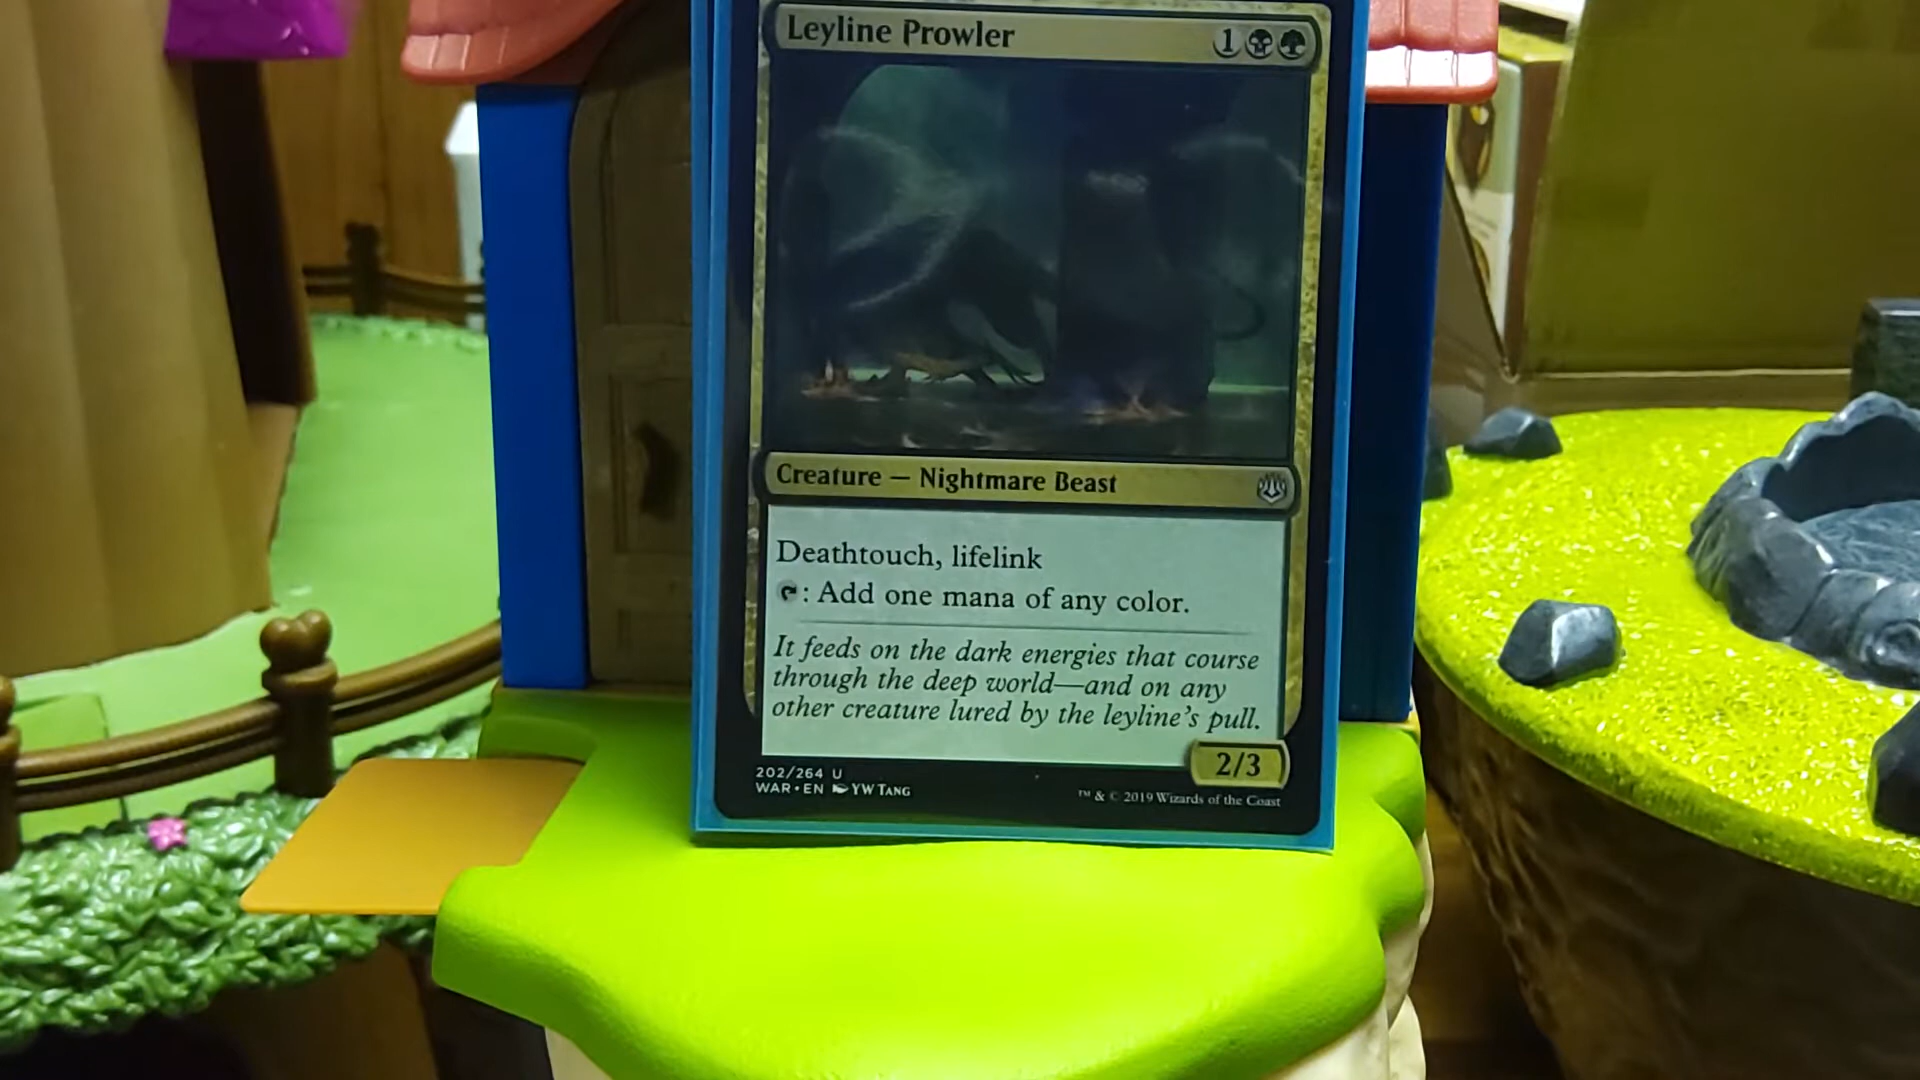 Leyline Prowler 1
Creature — Nightmare Beast
Deathtouch, lifelink
: Add one mana of any color.
It feeds on the dark energies that course
through the deep world—and on any
other creature lured by the leyline's pull.
2/3
202/264 U
WAR • EN YW TANG
™ & © 2019 Wizards of the Coast